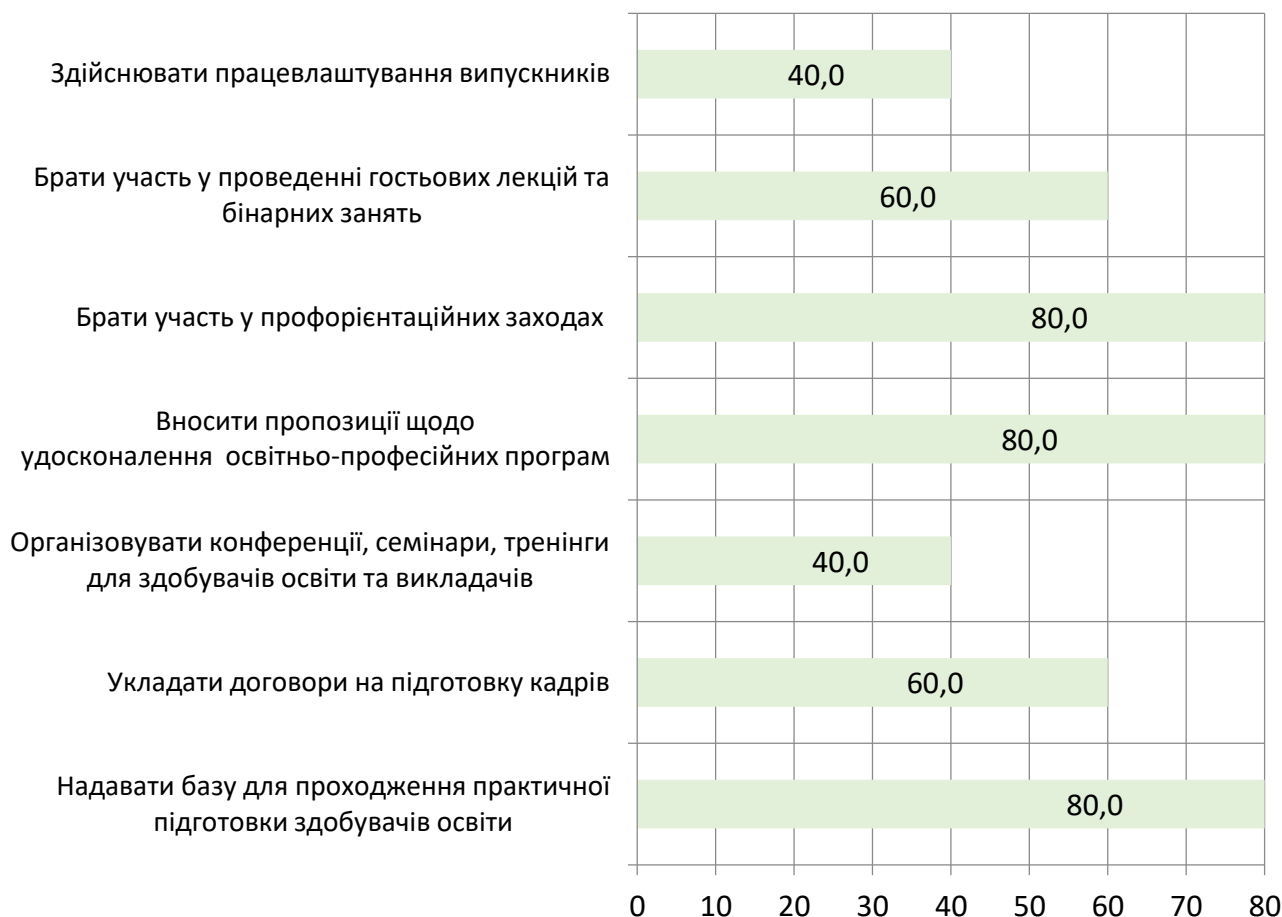 Здійснювати працевлаштування випускників
40,0
Брати участь у проведенні гостьових лекцій та
бінарних занять
60,0
Брати участь у профорієнтаційних заходах
80,0
Вносити пропозиції щодо
удосконалення освітньо-професійних програм
80,0
Організовувати конференції, семінари, тренінги
для здобувачів освіти та викладачів
40,0
Укладати договори на підготовку кадрів
60,0
Надавати базу для проходження практичної
підготовки здобувачів освіти
80,0
0 10 20 30 40 50 60 70 80